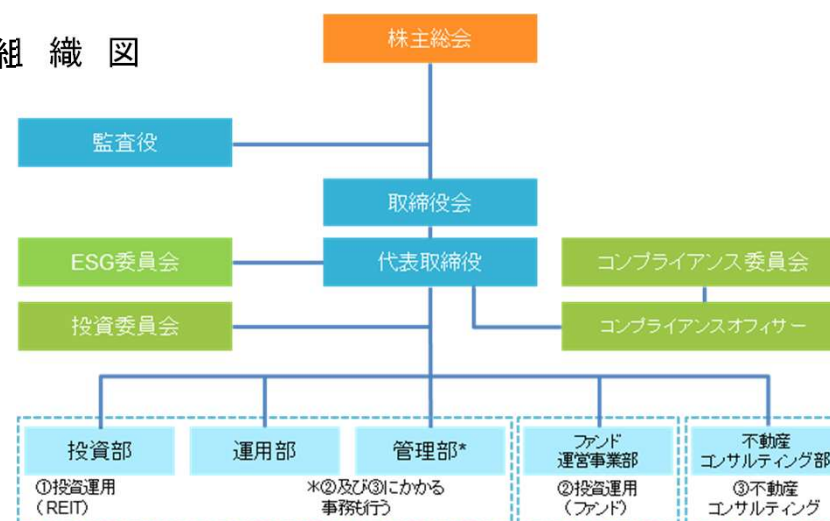 組織図
株主総会
監査役
取締役会
ESG委員会
代表取締役
コンプライアンス委員会
投資委員会
コンプライアンスオフィサー
投資部
運用部
管理部*
ファンド
運営事業部
不動産
コンサルティング部
①投資運用
(REIT)
*②及び③にかかる
事務も行う
②投資運用
(ファンド)
③不動産
コンサルティング